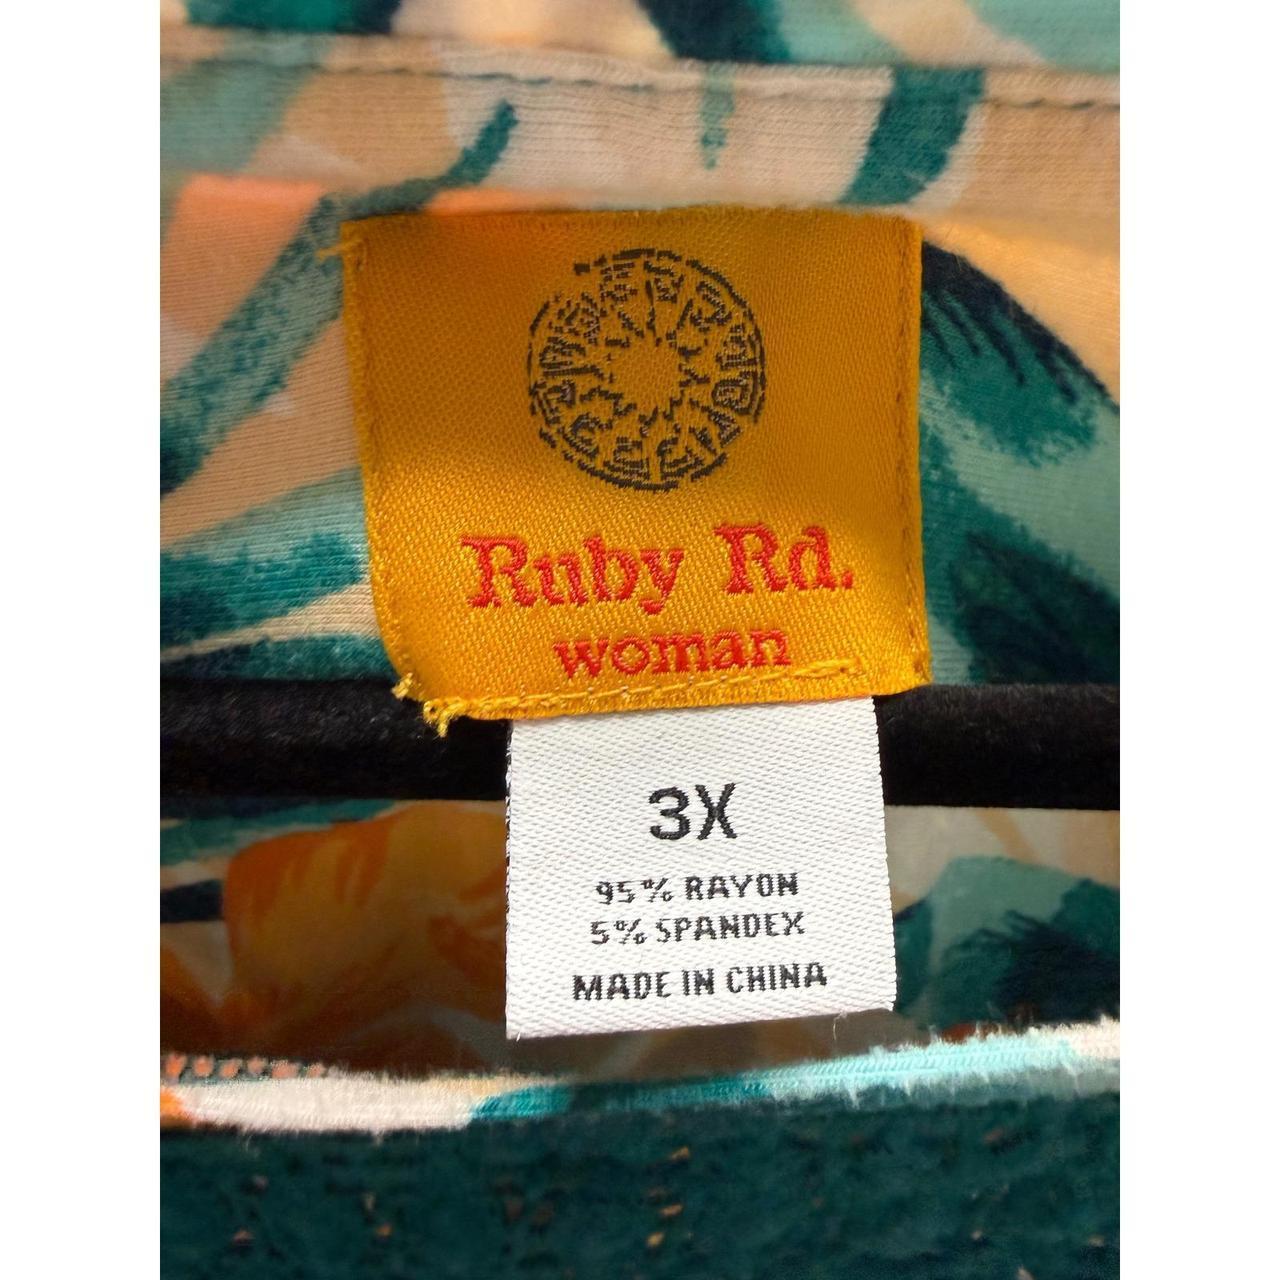 Ruby Rd.
woman
3X
95% RAYON
5% SPANDEX
MADE IN CHINA